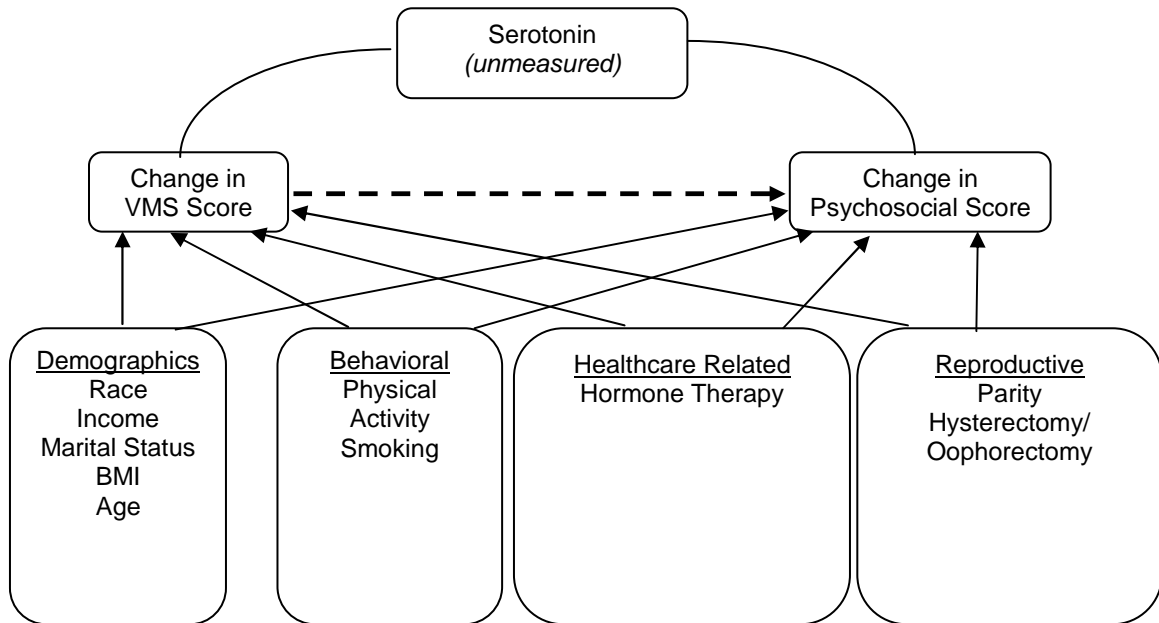 Serotonin
(unmeasured)
Change in
VMS Score
Change in
Psychosocial Score
Demographics
Race
Income
Marital Status
BMI
Age
Behavioral
Physical
Activity
Smoking
Healthcare Related
Hormone Therapy
Reproductive
Parity
Hysterectomy/
Oophorectomy